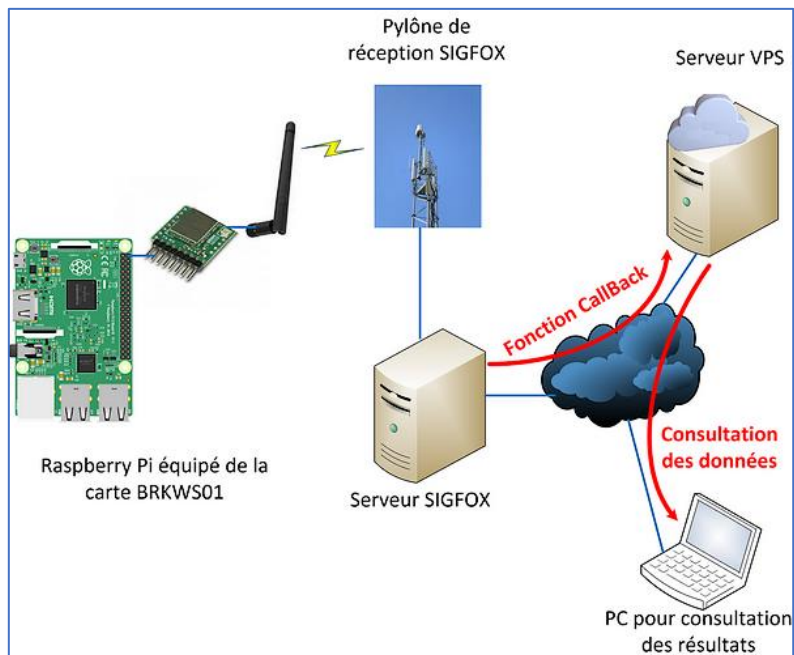 Pylône de
réception SIGFOX
Serveur VPS
Fonction CallBack
Raspberry Pi équipé de la
carte BRKWS01
Serveur SIGFOX
Consultation
des données
PC pour consultation
des résultats